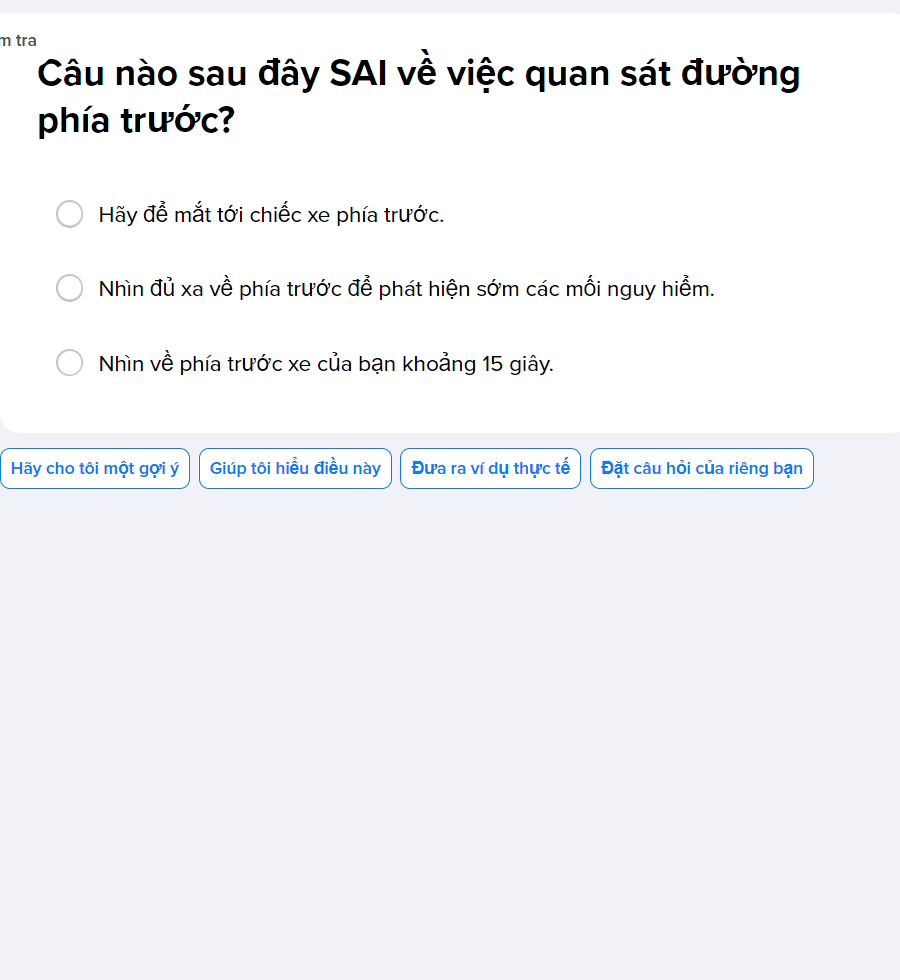 m tra
Câu nào sau đây SAI về việc quan sát đường
phía trước?
Hãy để mắt tới chiếc xe phía trước.
Nhìn đủ xa về phía trước để phát hiện sớm các mối nguy hiểm.
Nhìn về phía trước xe của bạn khoảng 15 giây.
Hãy cho tôi một gợi ý
Giúp tôi hiểu điều này
Đưa ra ví dụ thực tế
Đặt câu hỏi của riêng bạn